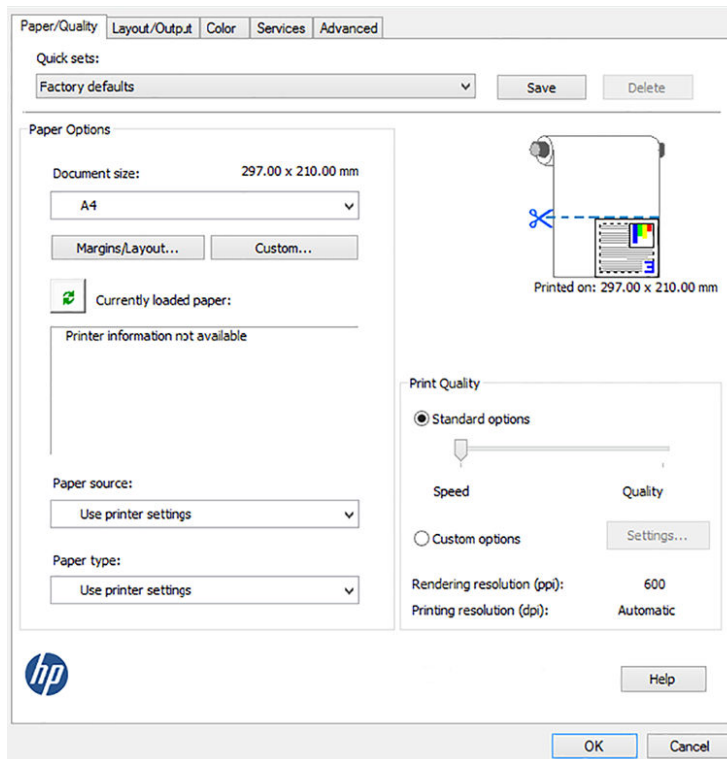 Paper/Quality Layout/Output Color Services Advanced
Quick sets:
Factory defaults Save Delete
Paper Options
Document size: 297.00 x 210.00 mm
A4
Margins/Layout... Custom...
Currently loaded paper:
Printer information not available
Printed on: 297.00 x 210.00 mm
Print Quality
Standard options
Speed Quality
Custom options Settings...
Rendering resolution (ppi): 600
Printing resolution (dpi): Automatic
Paper source:
Use printer settings
Paper type:
Use printer settings
hp
Help
OK Cancel